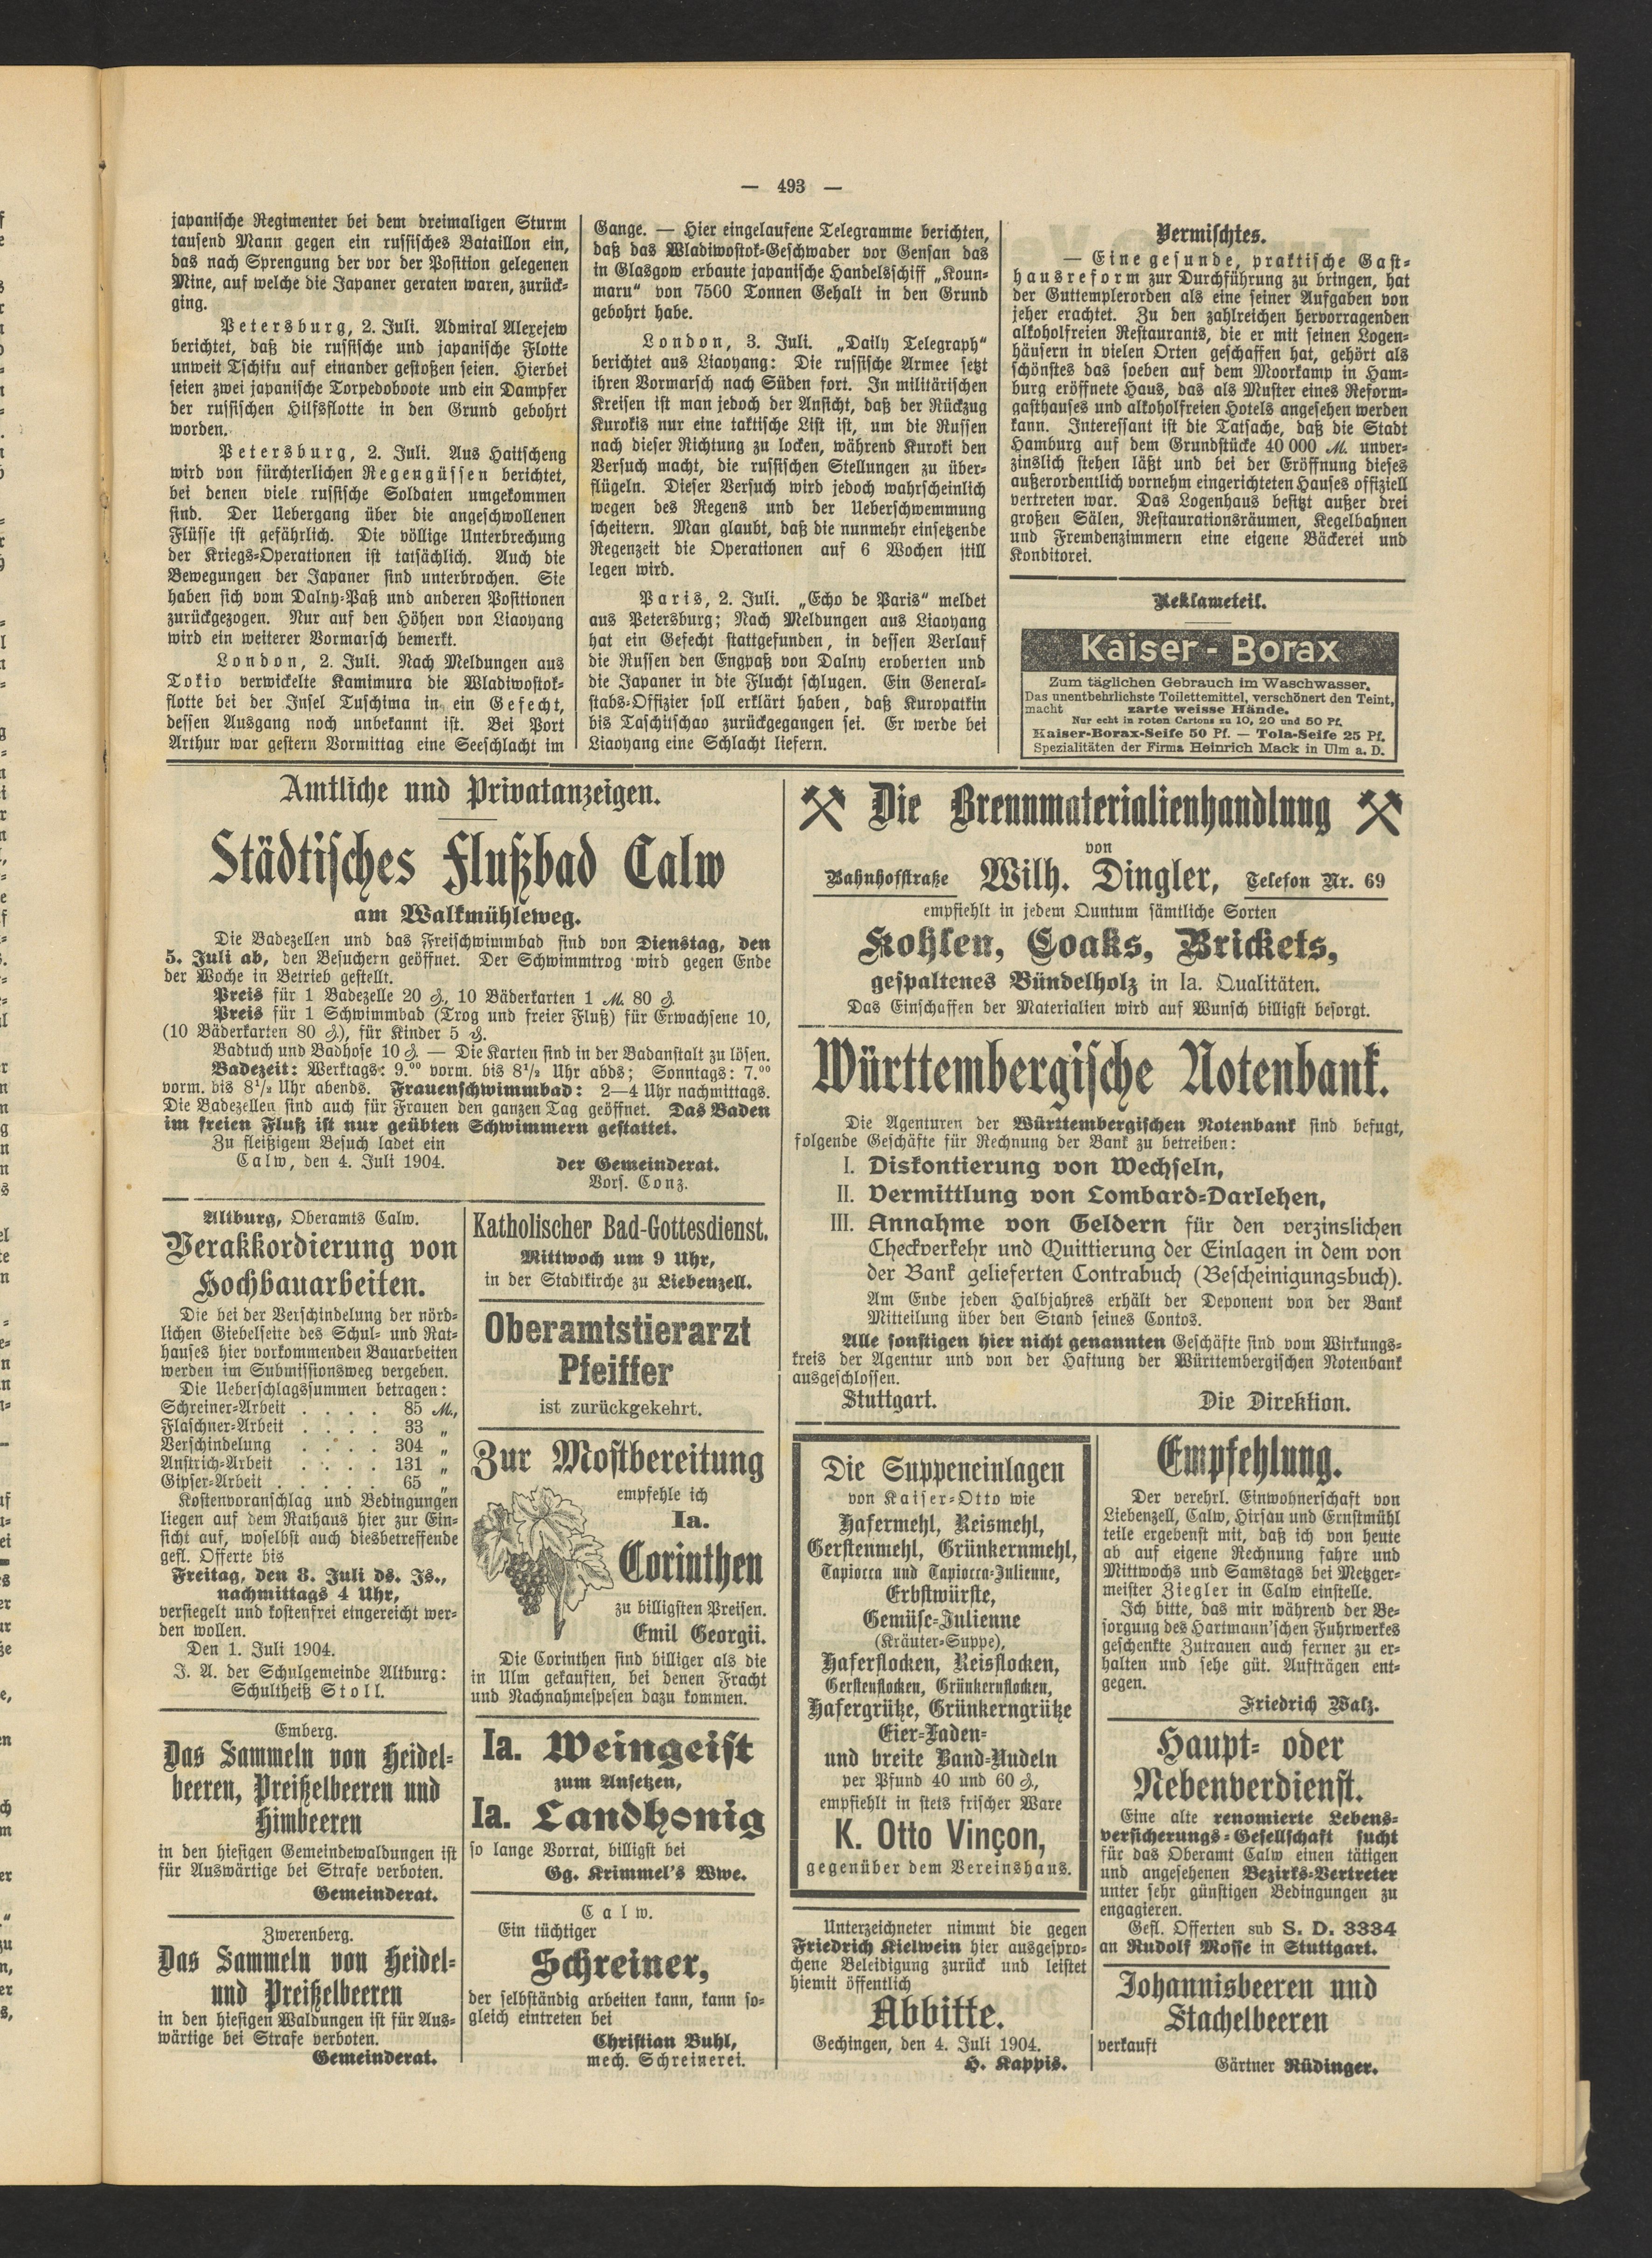 — 493 —
japanische Regimenter bei dem dreimaligen Sturm
tausend Mann gegen ein russisches Bataillon ein,
das nach Sprengung der vor der Position gelegenen
Mine, auf welche die Japaner geraten waren, zurück-
ging.
Petersburg, 2. Juli. Admiral Alexejew
berichtet, daß die russische und japanische Flotte
unweit Tschifu auf einander gestoßen seien. Hierbei
seien zwei japanische Torpedoboote und ein Dampfer
der russischen Hilfsflotte in den Grund gebohrt
worden.
Petersburg, 2. Juli. Aus Haitscheng
wird von fürchterlichen Regengüssen berichtet,
bei denen viele russische Soldaten umgekommen
sind. Der Uebergang über die angeschwollenen
Flüsse ist gefährlich. Die völlige Unterbrechung
der Kriegs-Operationen ist tatsächlich. Auch die
Bewegungen der Japaner sind unterbrochen. Sie
haben sich vom Dalny-Paß und anderen Positionen
zurückgezogen. Nur auf den Höhen von Liaoyang
wird ein weiterer Vormarsch bemerkt.
London, 2. Juli. Nach Meldungen aus
Tokio verwickelte Kamimura die Wladiwostok-
flotte bei der Insel Tuschima in ein Gefecht,
dessen Ausgang noch unbekannt ist. Bei Port
Arthur war gestern Vormittag eine Seeschlacht im
Gange. — Hier eingelaufene Telegramme berichten,
daß das Wladiwostok-Geschwader vor Gensan das
in Glasgow erbaute japanische Handelsschiff „Koun-
maru“ von 7500 Tonnen Gehalt in den Grund
gebohrt habe.
London, 3. Juli. „Daily Telegraph“
berichtet aus Liaoyang: Die russische Armee setzt
ihren Vormarsch nach Süden fort. In militärischen
Kreisen ist man jedoch der Ansicht, daß der Rückzug
Kurokis nur eine taktische List ist, um die Russen
nach dieser Richtung zu locken, während Kuroki den
Versuch macht, die russischen Stellungen zu über-
flügeln. Dieser Versuch wird jedoch wahrscheinlich
wegen des Regens und der Ueberschwemmung
scheitern. Man glaubt, daß die nunmehr einsetzende
Regenzeit die Operationen auf 6 Wochen still
legen wird.
Paris, 2. Juli. „Echo de Paris“ meldet
aus Petersburg; Nach Meldungen aus Liaoyang
hat ein Gefecht stattgefunden, in dessen Verlauf
die Russen den Engpaß von Dalny eroberten und
die Japaner in die Flucht schlugen. Ein General-
stabs-Offizier soll erklärt haben, daß Kuropatkin
bis Taschitschao zurückgegangen sei. Er werde bei
Liaoyang eine Schlacht liefern.
Vermischtes.
— Eine gesunde, praktische Gast-
hausreform zur Durchführung zu bringen, hat
der Guttemplerorden als eine seiner Aufgaben von
jeher erachtet. Zu den zahlreichen hervorragenden
alkoholfreien Restaurants, die er mit seinen Logen-
häusern in vielen Orten geschaffen hat, gehört als
schönstes das soeben auf dem Moorkamp in Ham-
burg eröffnete Haus, das als Muster eines Reform-
gasthauses und alkoholfreien Hotels angesehen werden
kann. Interessant ist die Tatsache, daß die Stadt
Hamburg auf dem Grundstücke 40 000 M. unver-
zinslich stehen läßt und bei der Eröffnung dieses
außerordentlich vornehm eingerichteten Hauses offiziell
vertreten war. Das Logenhaus besitzt außer drei
großen Sälen, Restaurationsräumen, Kegelbahnen
und Fremdenzimmern eine eigene Bäckerei und
Konditorei.
Reklameteil.
Kaiser-Borax
Zum täglichen Gebrauch im Waschwasser.
Das unentbehrlichste Toilettemittel, verschönert den Teint,
macht zarte weisse Hände.
Nur echt in roten Cartons zu 10, 20 und 50 Pf.
Kaiser-Borax-Seife 50 Pf. — Tola-Seife 25 Pf.
Spezialitäten der Firma Heinrich Mack in Ulm a. D.
Amtliche und Privatanzeigen.
Städtisches Flußbad Calw
am Walkmühleweg.
Die Badezellen und das Freischwimmbad sind von Dienstag, den
5. Juli ab, den Besuchern geöffnet. Der Schwimmtrog wird gegen Ende
der Woche in Betrieb gestellt.
Preis für 1 Badezelle 20 ₰, 10 Bäderkarten 1 M. 80 ₰
Preis für 1 Schwimmbad (Trog und freier Fluß) für Erwachsene 10,
(10 Bäderkarten 80 ₰), für Kinder 5 ₰.
Badtuch und Badhose 10 ₰. — Die Karten sind in der Badanstalt zu lösen.
Badezeit: Werktags: 9.⁰⁰ vorm. bis 8½ Uhr abds; Sonntags: 7.⁰⁰
vorm. bis 8½ Uhr abends. Frauenschwimmbad: 2—4 Uhr nachmittags.
Die Badezellen sind auch für Frauen den ganzen Tag geöffnet. Das Baden
im freien Fluß ist nur geübten Schwimmern gestattet.
Zu fleißigem Besuch ladet ein
Calw, den 4. Juli 1904.
der Gemeinderat.
Vors. Conz.
Altburg, Oberamts Calw.
Verakkordierung von
Hochbauarbeiten.
Die bei der Verschindelung der nörd-
lichen Giebelseite des Schul- und Rat-
hauses hier vorkommenden Bauarbeiten
werden im Submissionsweg vergeben.
Die Ueberschlagssummen betragen:
Schreiner-Arbeit . . . . 85 M.,
Flaschner-Arbeit . . . . 33 „
Verschindelung . . . . 304 „
Anstrich-Arbeit . . . . 131 „
Gipser-Arbeit . . . . . 65 „
Kostenvoranschlag und Bedingungen
liegen auf dem Rathaus hier zur Ein-
sicht auf, woselbst auch diesbetreffende
gefl. Offerte bis
Freitag, den 8. Juli ds. Js.,
nachmittags 4 Uhr,
versiegelt und kostenfrei eingereicht wer-
den wollen.
Den 1. Juli 1904.
J. A. der Schulgemeinde Altburg:
Schultheiß Stoll.
Emberg.
Das Sammeln von Heidel-
beeren, Preißelbeeren und
Himbeeren
in den hiesigen Gemeindewaldungen ist
für Auswärtige bei Strafe verboten.
Gemeinderat.
Zwerenberg.
Das Sammeln von Heidel-
und Preißelbeeren
in den hiesigen Waldungen ist für Aus-
wärtige bei Strafe verboten.
Gemeinderat.
Katholischer Bad-Gottesdienst.
Mittwoch um 9 Uhr,
in der Stadtkirche zu Liebenzell.
Oberamtstierarzt
Pfeiffer
ist zurückgekehrt.
Zur Mostbereitung
empfehle ich
Ia.
Corinthen
zu billigsten Preisen.
Emil Georgii.
Die Corinthen sind billiger als die
in Ulm gekauften, bei denen Fracht
und Nachnahmespesen dazu kommen.
Ia. Weingeist
zum Ansetzen,
Ia. Landhonig
so lange Vorrat, billigst bei
Gg. Krimmel's Wwe.
Calw.
Ein tüchtiger
Schreiner,
der selbständig arbeiten kann, kann so-
gleich eintreten bei
Christian Buhl,
mech. Schreinerei.
Die Brennmaterialienhandlung
von
Bahnhofstraße Wilh. Dingler, Telefon Nr. 69
empfiehlt in jedem Quntum sämtliche Sorten
Kohlen, Coaks, Brickets,
gespaltenes Bündelholz in Ia. Qualitäten.
Das Einschaffen der Materialien wird auf Wunsch billigst besorgt.
Württembergische Notenbank.
Die Agenturen der Württembergischen Notenbank sind befugt,
folgende Geschäfte für Rechnung der Bank zu betreiben:
I. Diskontierung von Wechseln,
II. Vermittlung von Lombard-Darlehen,
III. Annahme von Geldern für den verzinslichen
Checkverkehr und Quittierung der Einlagen in dem von
der Bank gelieferten Contrabuch (Bescheinigungsbuch).
Am Ende jeden Halbjahres erhält der Deponent von der Bank
Mitteilung über den Stand seines Contos.
Alle sonstigen hier nicht genannten Geschäfte sind vom Wirkungs-
kreis der Agentur und von der Haftung der Württembergischen Notenbank
ausgeschlossen.
Stuttgart. Die Direktion.
Die Suppeneinlagen
von Kaiser-Otto wie
Hafermehl, Reismehl,
Gerstenmehl, Grünkernmehl,
Tapiocca und Tapiocca-Julienne,
Erbstwürste,
Gemüse-Julienne
(Kräuter-Suppe),
Haferflocken, Reisflocken,
Gerstenflocken, Grünkernflocken,
Hafergrütze, Grünkerngrütze
Eier-Faden-
und breite Band-Nudeln
per Pfund 40 und 60 ₰,
empfiehlt in stets frischer Ware
K. Otto Vinçon,
gegenüber dem Vereinshaus.
Unterzeichneter nimmt die gegen
Friedrich Kielwein hier ausgespro-
chene Beleidigung zurück und leistet
hiemit öffentlich
Abbitte.
Gechingen, den 4. Juli 1904.
H. Kappis.
Empfehlung.
Der verehrl. Einwohnerschaft von
Liebenzell, Calw, Hirsau und Ernstmühl
teile ergebenst mit, daß ich von heute
ab auf eigene Rechnung fahre und
Mittwochs und Samstags bei Metzger-
meister Ziegler in Calw einstelle.
Ich bitte, das mir während der Be-
sorgung des Hartmann'schen Fuhrwerkes
geschenkte Zutrauen auch ferner zu er-
halten und sehe güt. Aufträgen ent-
gegen.
Friedrich Walz.
Haupt- oder
Nebenverdienst.
Eine alte renomierte Lebens-
versicherungs-Gesellschaft sucht
für das Oberamt Calw einen tätigen
und angesehenen Bezirks-Vertreter
unter sehr günstigen Bedingungen zu
engagieren.
Gefl. Offerten sub S. D. 3334
an Rudolf Mosse in Stuttgart.
Johannisbeeren und
Stachelbeeren
verkauft
Gärtner Rüdinger.